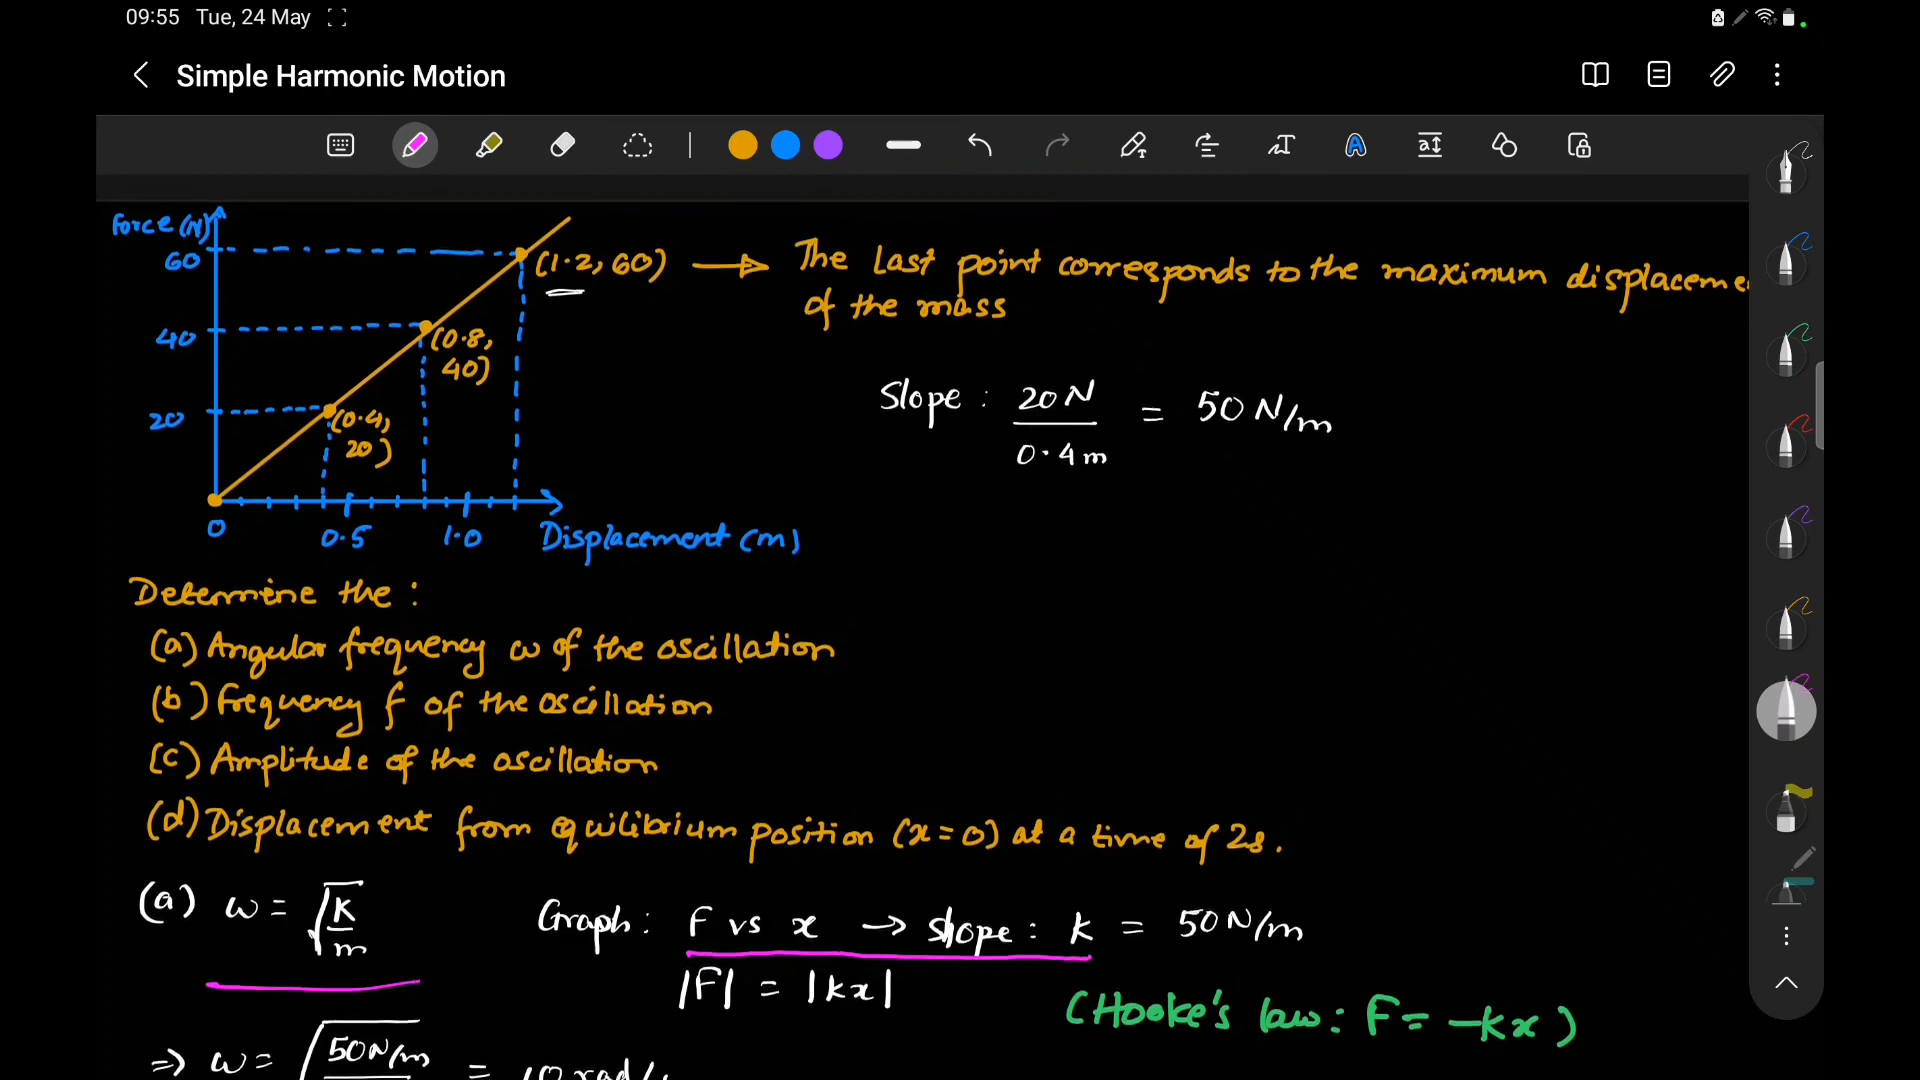 09:55 Tue, 24 May
Simple Harmonic Motion
Force (N)
60
(1.2, 60)
The last point corresponds to the maximum displaceme
of the mass
40
(0.8,
40)
20
(0.4,
20)
Slope : 20 N / 0.4 m = 50 N/m
0 0.5 1.0 Displacement (m)
Determine the :
(a) Angular frequency ω of the oscillation
(b) Frequency f of the oscillation
(c) Amplitude of the oscillation
(d) Displacement from equilibrium position (x = 0) at a time of 2s.
(a) ω = √K/m Graph: F vs x → slope : k = 50 N/m
|F| = |kx|
(Hooke's law: F = -kx)
⇒ ω = √50 N/m = 10 rad/